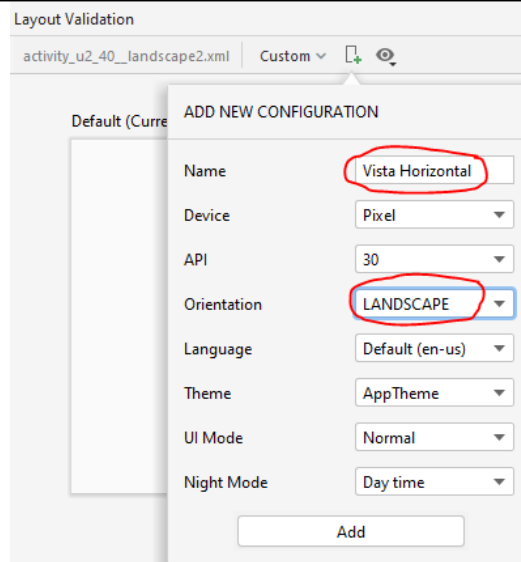 Layout Validation
activity_u2_40__landscape2.xml Custom
Default (Curre
ADD NEW CONFIGURATION
Name Vista Horizontal
Device Pixel
API 30
Orientation LANDSCAPE
Language Default (en-us)
Theme AppTheme
UI Mode Normal
Night Mode Day time
Add